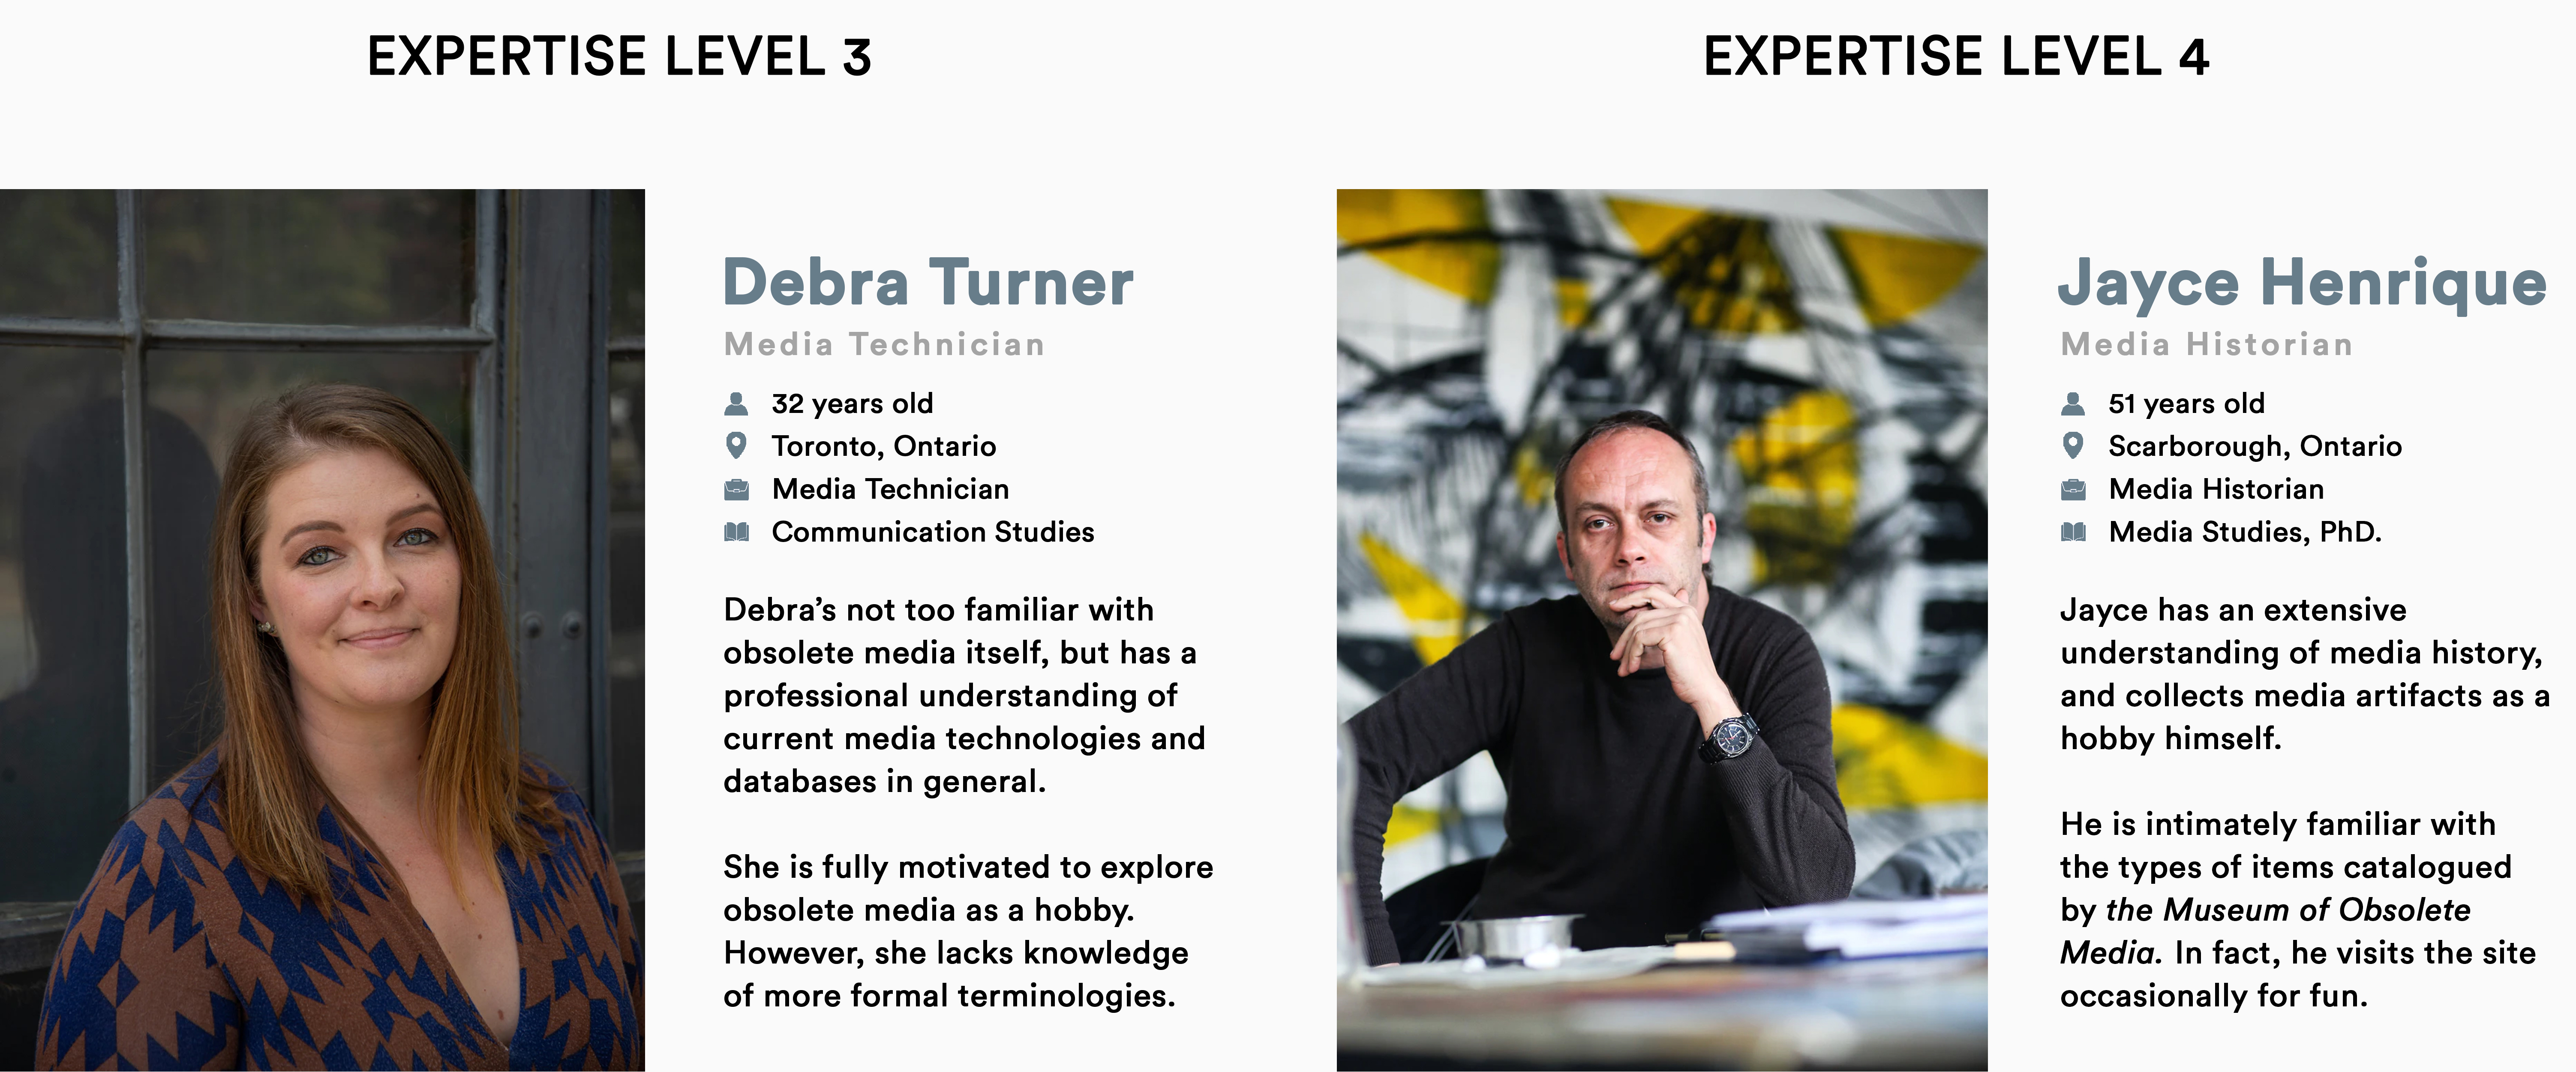 EXPERTISE LEVEL 3
Debra Turner
Media Technician
32 years old
Toronto, Ontario
Media Technician
Communication Studies
Debra’s not too familiar with
obsolete media itself, but has a
professional understanding of
current media technologies and
databases in general.
She is fully motivated to explore
obsolete media as a hobby.
However, she lacks knowledge
of more formal terminologies.
EXPERTISE LEVEL 4
Jayce Henrique
Media Historian
51 years old
Scarborough, Ontario
Media Historian
Media Studies, PhD.
Jayce has an extensive
understanding of media history,
and collects media artifacts as a
hobby himself.
He is intimately familiar with
the types of items catalogued
by the Museum of Obsolete
Media. In fact, he visits the site
occasionally for fun.